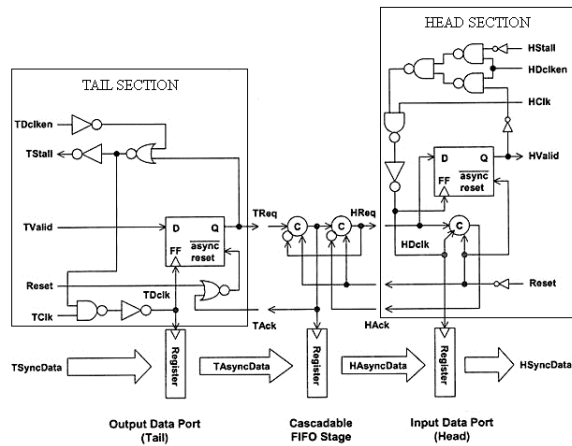 HEAD SECTION
HStall
HDclken
HClk
TAIL SECTION
TDclken
TStall
D Q
HValid
FF async
reset
TValid
D Q
TReq
C
C
HReq
C
FF async
reset
HDclk
Reset
TDclk
Reset
TClk
TAck
HAck
TSyncData
Register
TAsyncData
Register
HAsyncData
Register
HSyncData
Output Data Port
(Tail)
Cascadable
FIFO Stage
Input Data Port
(Head)